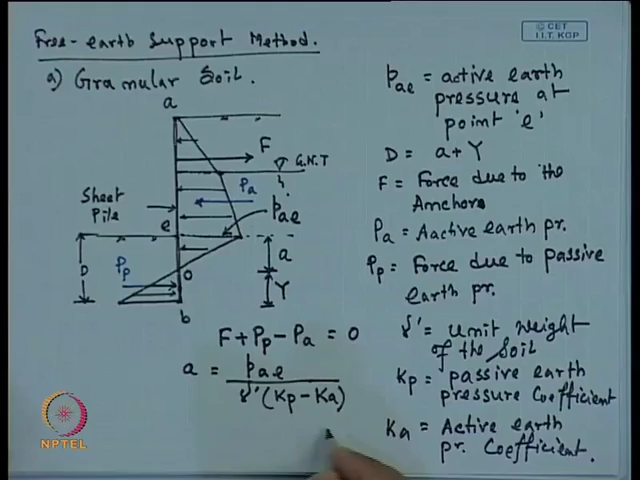 © CET
I.I.T. KGP
Free-earth Support Method.
a) Granular Soil.
a
F
G.W.T
Pa
Sheet
Pile
e
pae
D
Pp
o
a
Y
b
F + Pp - Pa = 0
a = pae / γ'(Kp - Ka)
pae = active earth
pressure at
point 'e'
D = a + Y
F = Force due to the
Anchor
Pa = Aactive earth pr.
Pp = Force due to passive
earth pr.
γ' = unit weight
of the soil
Kp = passive earth
pressure Coefficient
Ka = Active earth
pr. Coefficient.
NPTEL